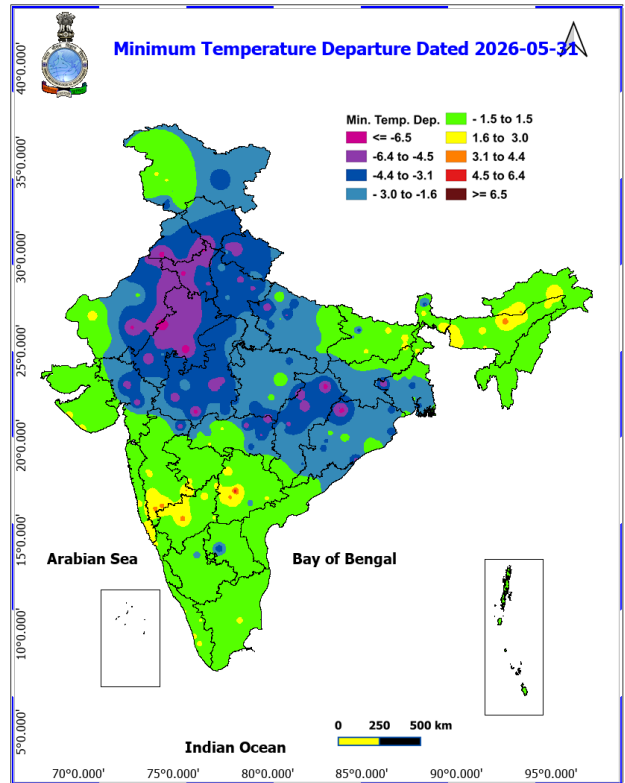 Minimum Temperature Departure Dated 2026-05-31
Min. Temp. Dep.
<= -6.5
-6.4 to -4.5
-4.4 to -3.1
- 3.0 to -1.6
- 1.5 to 1.5
1.6 to 3.0
3.1 to 4.4
4.5 to 6.4
>= 6.5
40°0.000'
35°0.000'
30°0.000'
25°0.000'
20°0.000'
15°0.000'
10°0.000'
5°0.000'
Arabian Sea
Bay of Bengal
Indian Ocean
0 250 500 km
70°0.000' 75°0.000' 80°0.000' 85°0.000' 90°0.000' 95°0.000'